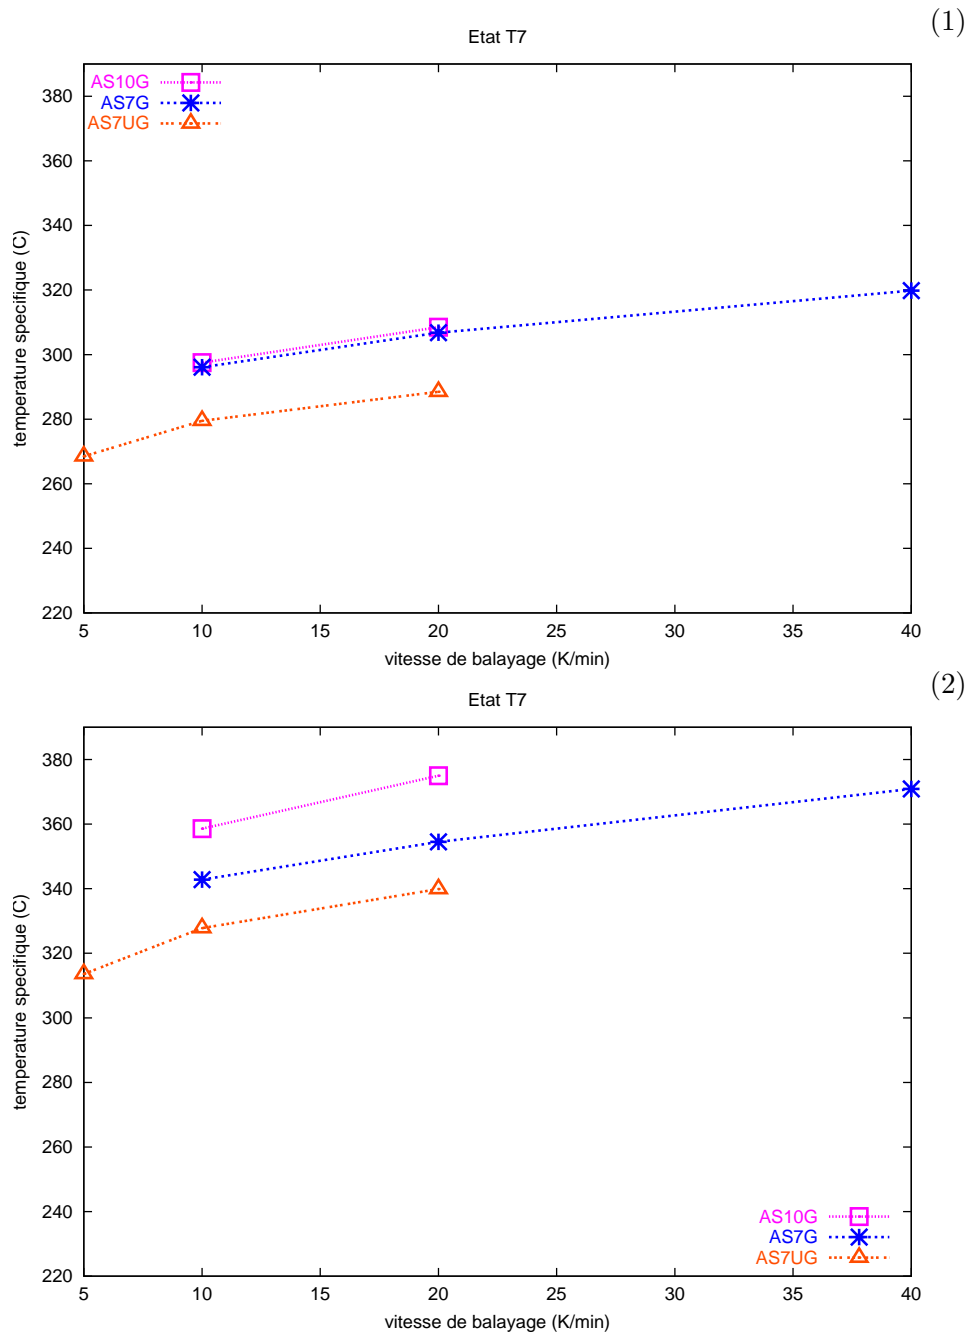 (1)
Etat T7
380
360
340
320
300
280
260
240
220
temperature specifique (C)
AS10G
AS7G
AS7UG
5 10 15 20 25 30 35 40
vitesse de balayage (K/min)
(2)
Etat T7
380
360
340
320
300
280
260
240
220
temperature specifique (C)
AS10G
AS7G
AS7UG
5 10 15 20 25 30 35 40
vitesse de balayage (K/min)